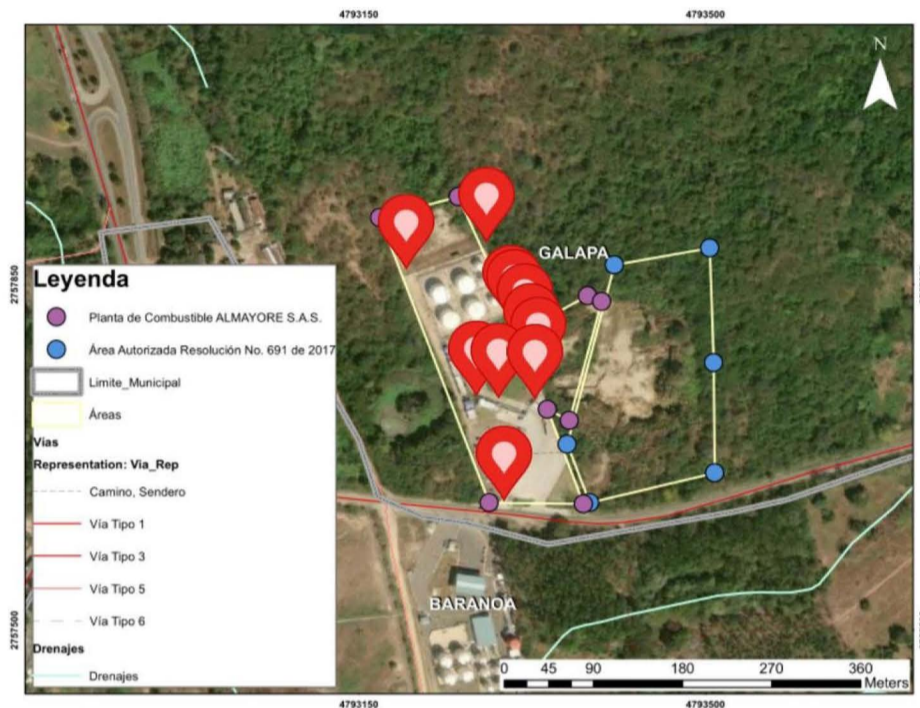 4793150
4793500
N
2757850
GALAPA
Leyenda
Planta de Combustible ALMAYORE S.A.S.
Área Autorizada Resolución No. 691 de 2017
Limite_Municipal
Áreas
Vías
Representation: Via_Rep
Camino, Sendero
Vía Tipo 1
Vía Tipo 3
Vía Tipo 5
Vía Tipo 6
Drenajes
Drenajes
2757500
BARANOA
0 45 90 180 270 360
Meters
4793150
4793500